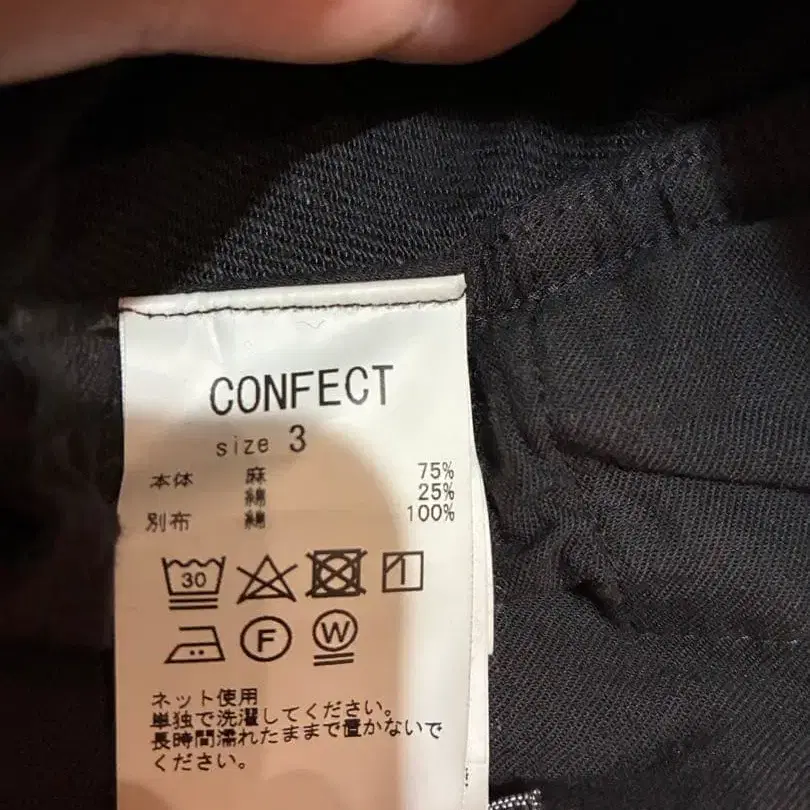 CONFECT
size 3
本体 麻 75%
綿 25%
別布 綿 100%
30
F
W
ネット使用
単独で洗濯してください。
長時間濡れたままで置かないで
ください。